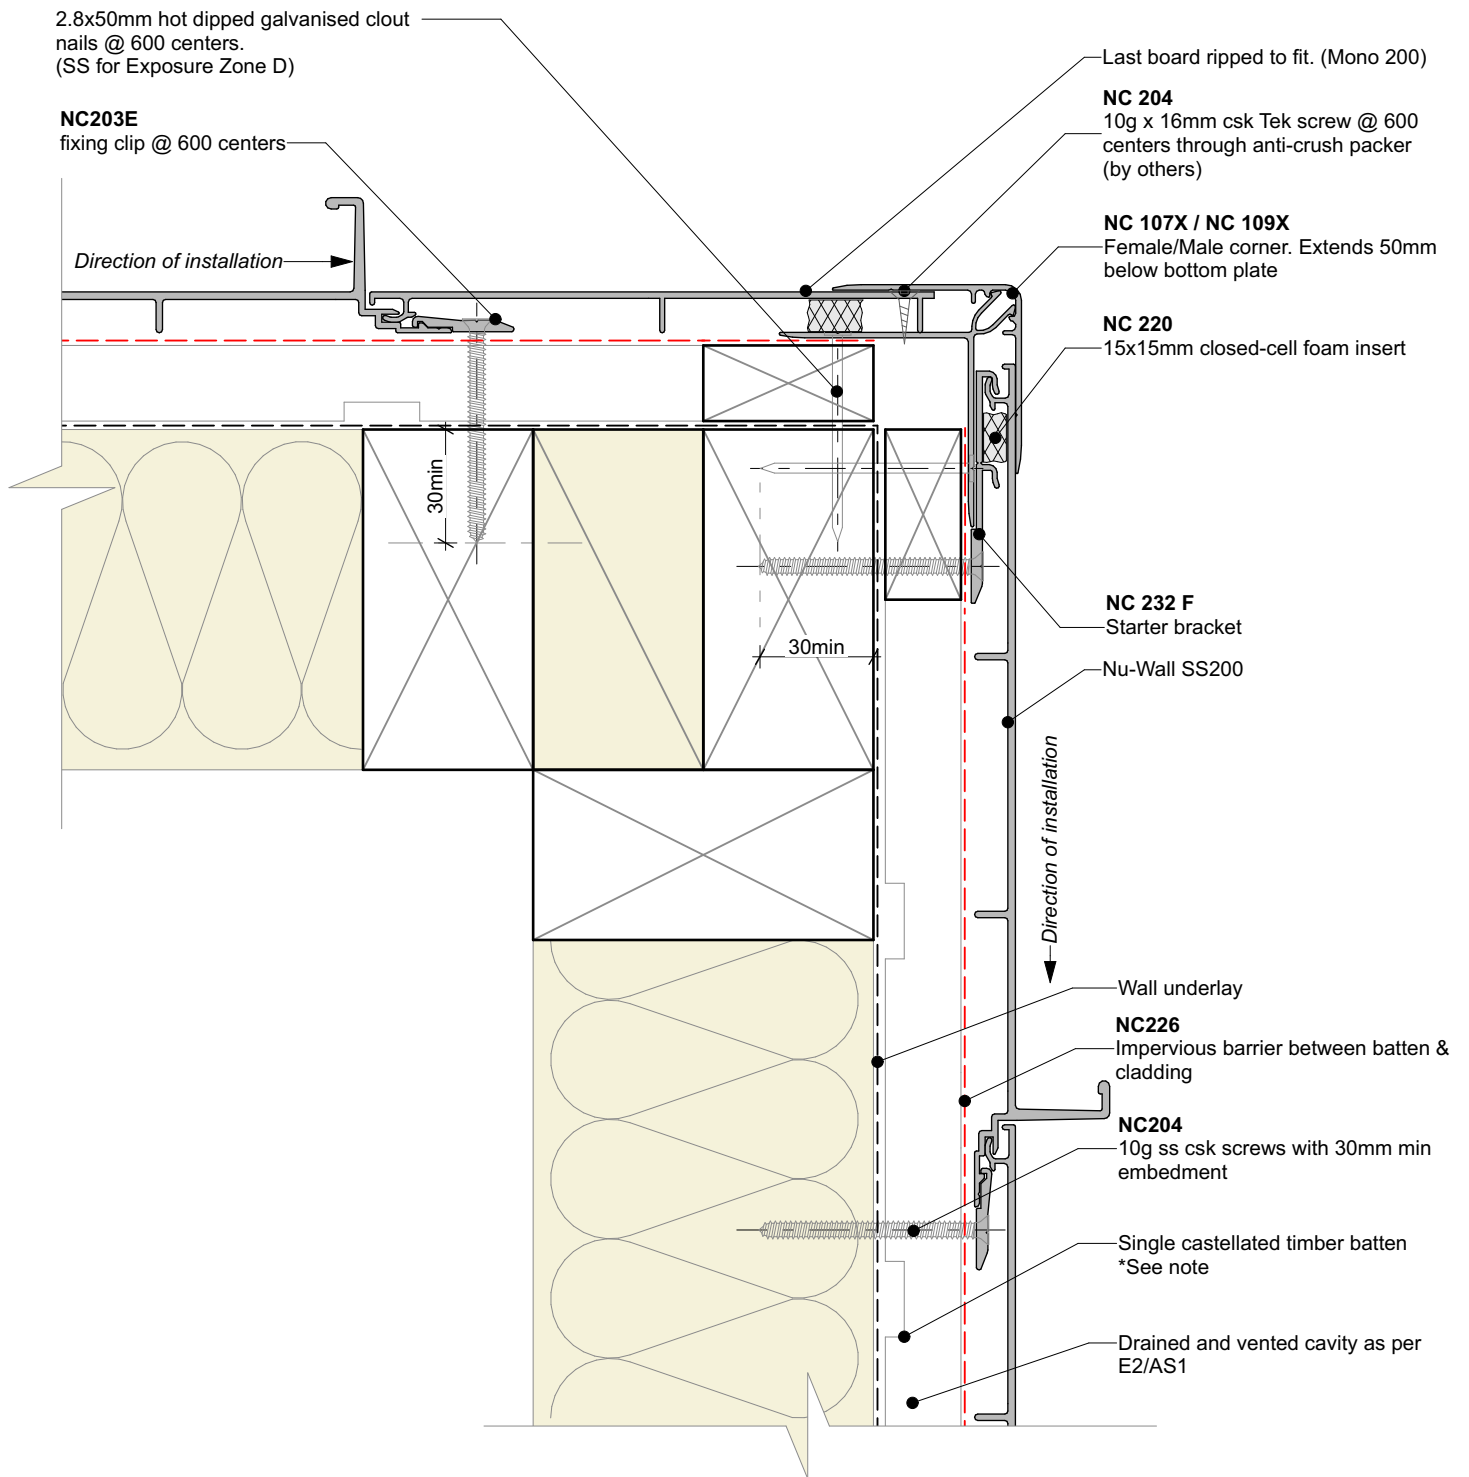 2.8x50mm hot dipped galvanised clout
nails @ 600 centers.
(SS for Exposure Zone D)
NC203E
fixing clip @ 600 centers
Direction of installation
Last board ripped to fit. (Mono 200)
NC 204
10g x 16mm csk Tek screw @ 600
centers through anti-crush packer
(by others)
NC 107X / NC 109X
Female/Male corner. Extends 50mm
below bottom plate
NC 220
15x15mm closed-cell foam insert
30min
30min
NC 232 F
Starter bracket
Nu-Wall SS200
Direction of installation
Wall underlay
NC226
Impervious barrier between batten &
cladding
NC204
10g ss csk screws with 30mm min
embedment
Single castellated timber batten
*See note
Drained and vented cavity as per
E2/AS1